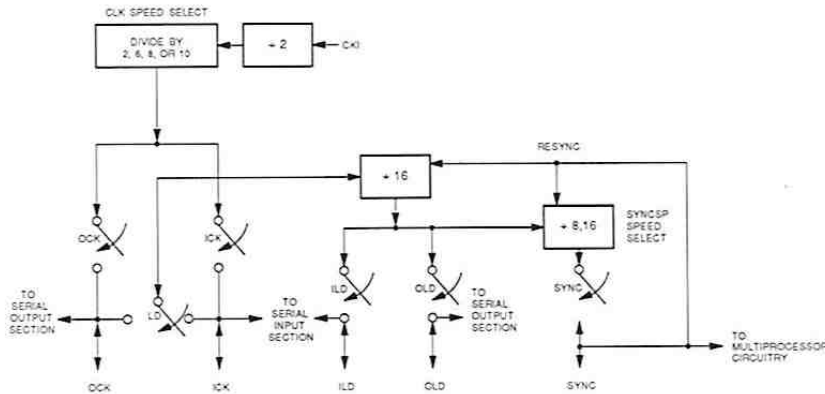 CLK SPEED SELECT
DIVIDE BY
2, 6, 8, OR 10
÷ 2
CKI
RESYNC
÷ 16
÷ 8,16
SYNCSP
SPEED
SELECT
OCK
ICK
ILD
OLD
SYNC
LD
TO
SERIAL
OUTPUT
SECTION
TO
SERIAL
INPUT
SECTION
TO
SERIAL
OUTPUT
SECTION
TO
MULTIPROCESSOR
CIRCUITRY
OCK
ICK
ILD
OLD
SYNC